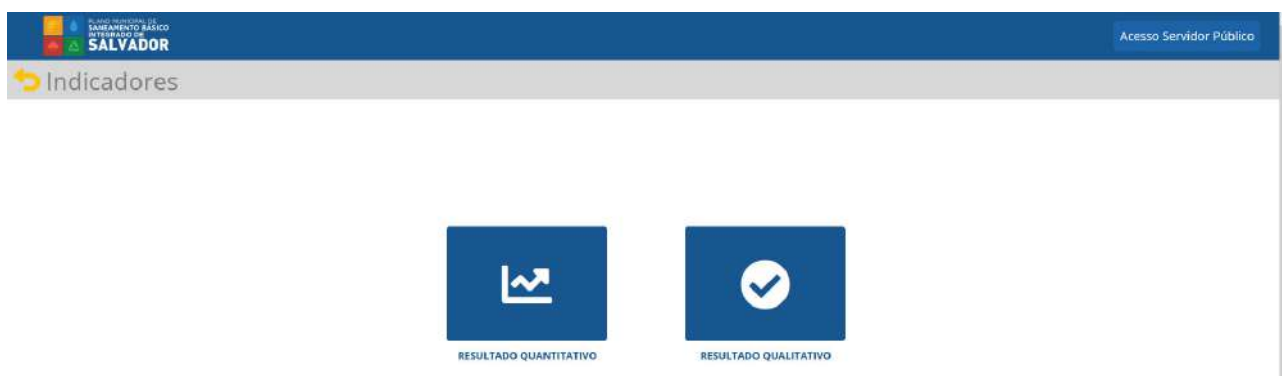 PLANO MUNICIPAL DE
SANEAMENTO BÁSICO
INTEGRADO DE
SALVADOR
Acesso Servidor Público
Indicadores
RESULTADO QUANTITATIVO
RESULTADO QUALITATIVO